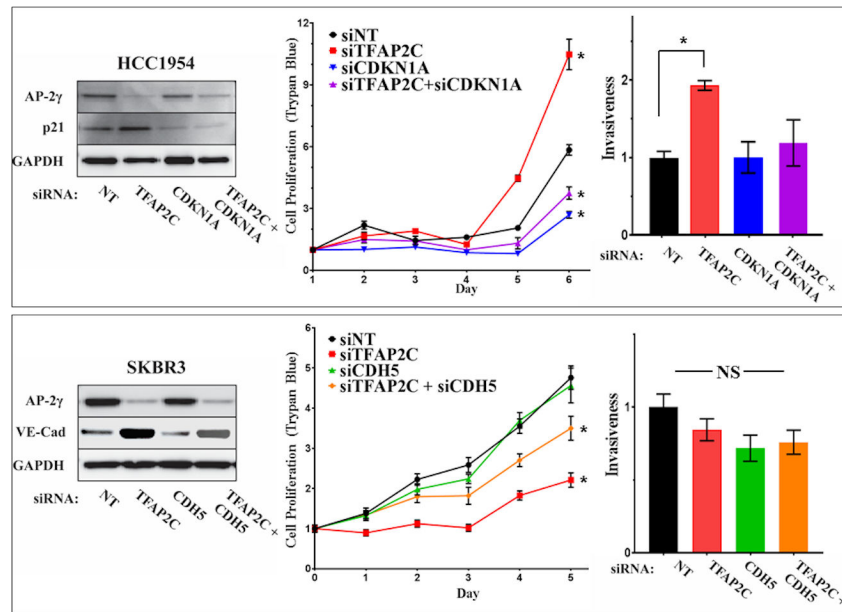 HCC1954
AP-2γ
p21
GAPDH
siRNA:
NT
TFAP2C
CDKN1A
TFAP2C +
CDKN1A
Cell Proliferation (Trypan Blue)
12
9
6
3
0
siNT
siTFAP2C
siCDKN1A
siTFAP2C+siCDKN1A
*
*
*
1
2
3
4
5
6
Day
Invasiveness
2
1
0
*
siRNA:
NT
TFAP2C
CDKN1A
TFAP2C +
CDKN1A
SKBR3
AP-2γ
VE-Cad
GAPDH
siRNA:
NT
TFAP2C
CDH5
TFAP2C +
CDH5
Cell Proliferation (Trypan Blue)
6
5
4
3
2
1
0
siNT
siTFAP2C
siCDH5
siTFAP2C + siCDH5
*
*
0
1
2
3
4
5
Day
Invasiveness
1
0
NS
siRNA:
NT
TFAP2C
CDH5
TFAP2C +
CDH5